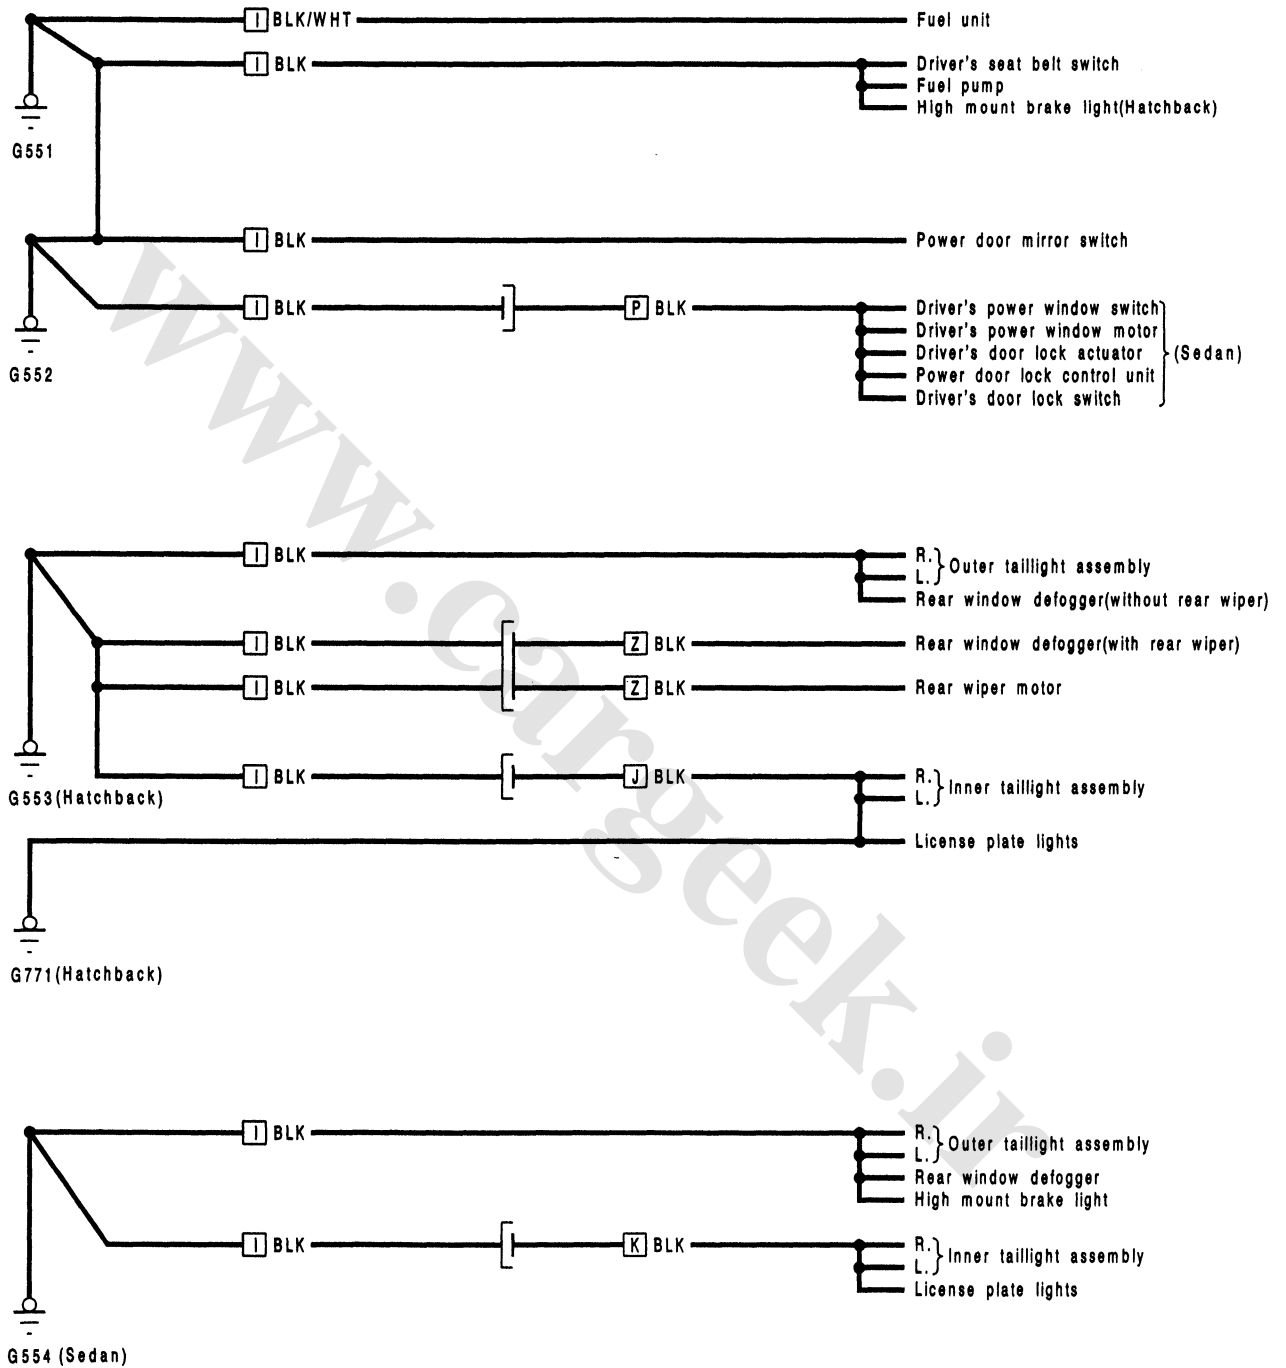 I BLK/WHT Fuel unit
I BLK Driver's seat belt switch
Fuel pump
High mount brake light(Hatchback)
G551
I BLK Power door mirror switch
I BLK P BLK Driver's power window switch
Driver's power window motor
Driver's door lock actuator (Sedan)
Power door lock control unit
Driver's door lock switch
G552
I BLK R. Outer taillight assembly
L.
Rear window defogger(without rear wiper)
I BLK Z BLK Rear window defogger(with rear wiper)
I BLK Z BLK Rear wiper motor
I BLK J BLK R. Inner taillight assembly
L.
G553(Hatchback)
License plate lights
G771(Hatchback)
I BLK R. Outer taillight assembly
L.
Rear window defogger
High mount brake light
I BLK K BLK R. Inner taillight assembly
L.
License plate lights
G554(Sedan)
www.cargeek.ir